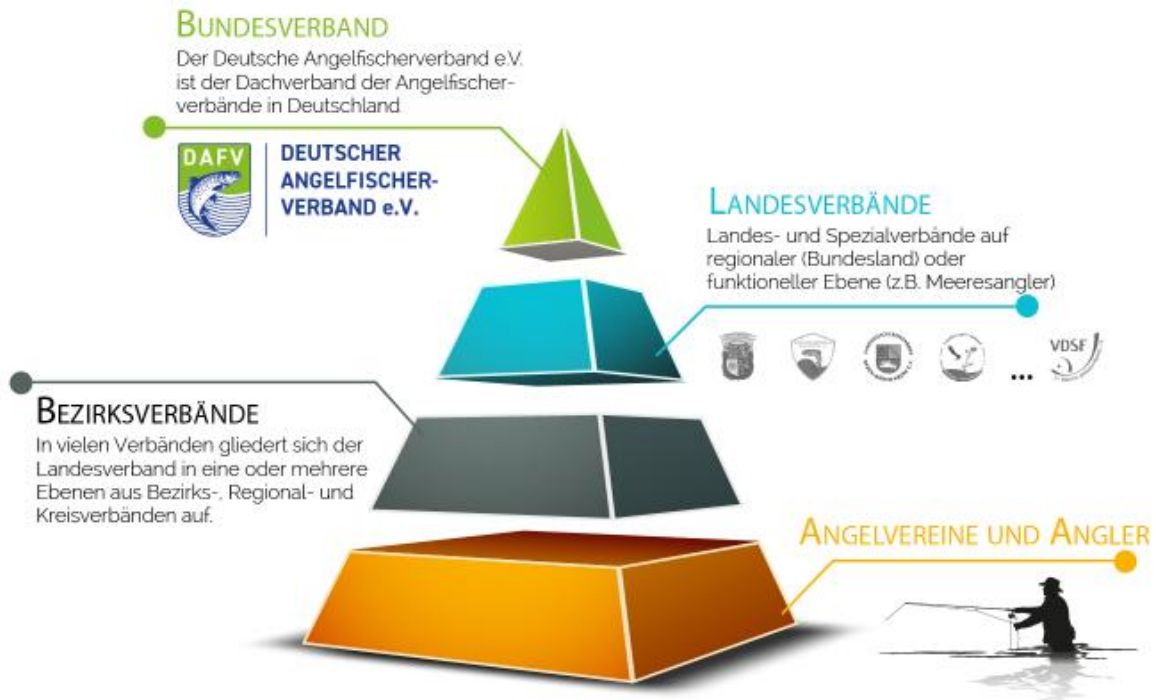 BUNDESVERBAND
Der Deutsche Angelfischerverband e.V.
ist der Dachverband der Angelfischer-
verbände in Deutschland
DAFV
DEUTSCHER
ANGELFISCHER-
VERBAND e.V.
LANDESVERBÄNDE
Landes- und Spezialverbände auf
regionaler (Bundesland) oder
funktioneller Ebene (z.B. Meeresangler)
...
VDSF
BEZIRKSVERBÄNDE
In vielen Verbänden gliedert sich der
Landesverband in eine oder mehrere
Ebenen aus Bezirks-, Regional- und
Kreisverbänden auf.
ANGELVEREINE UND ANGLER